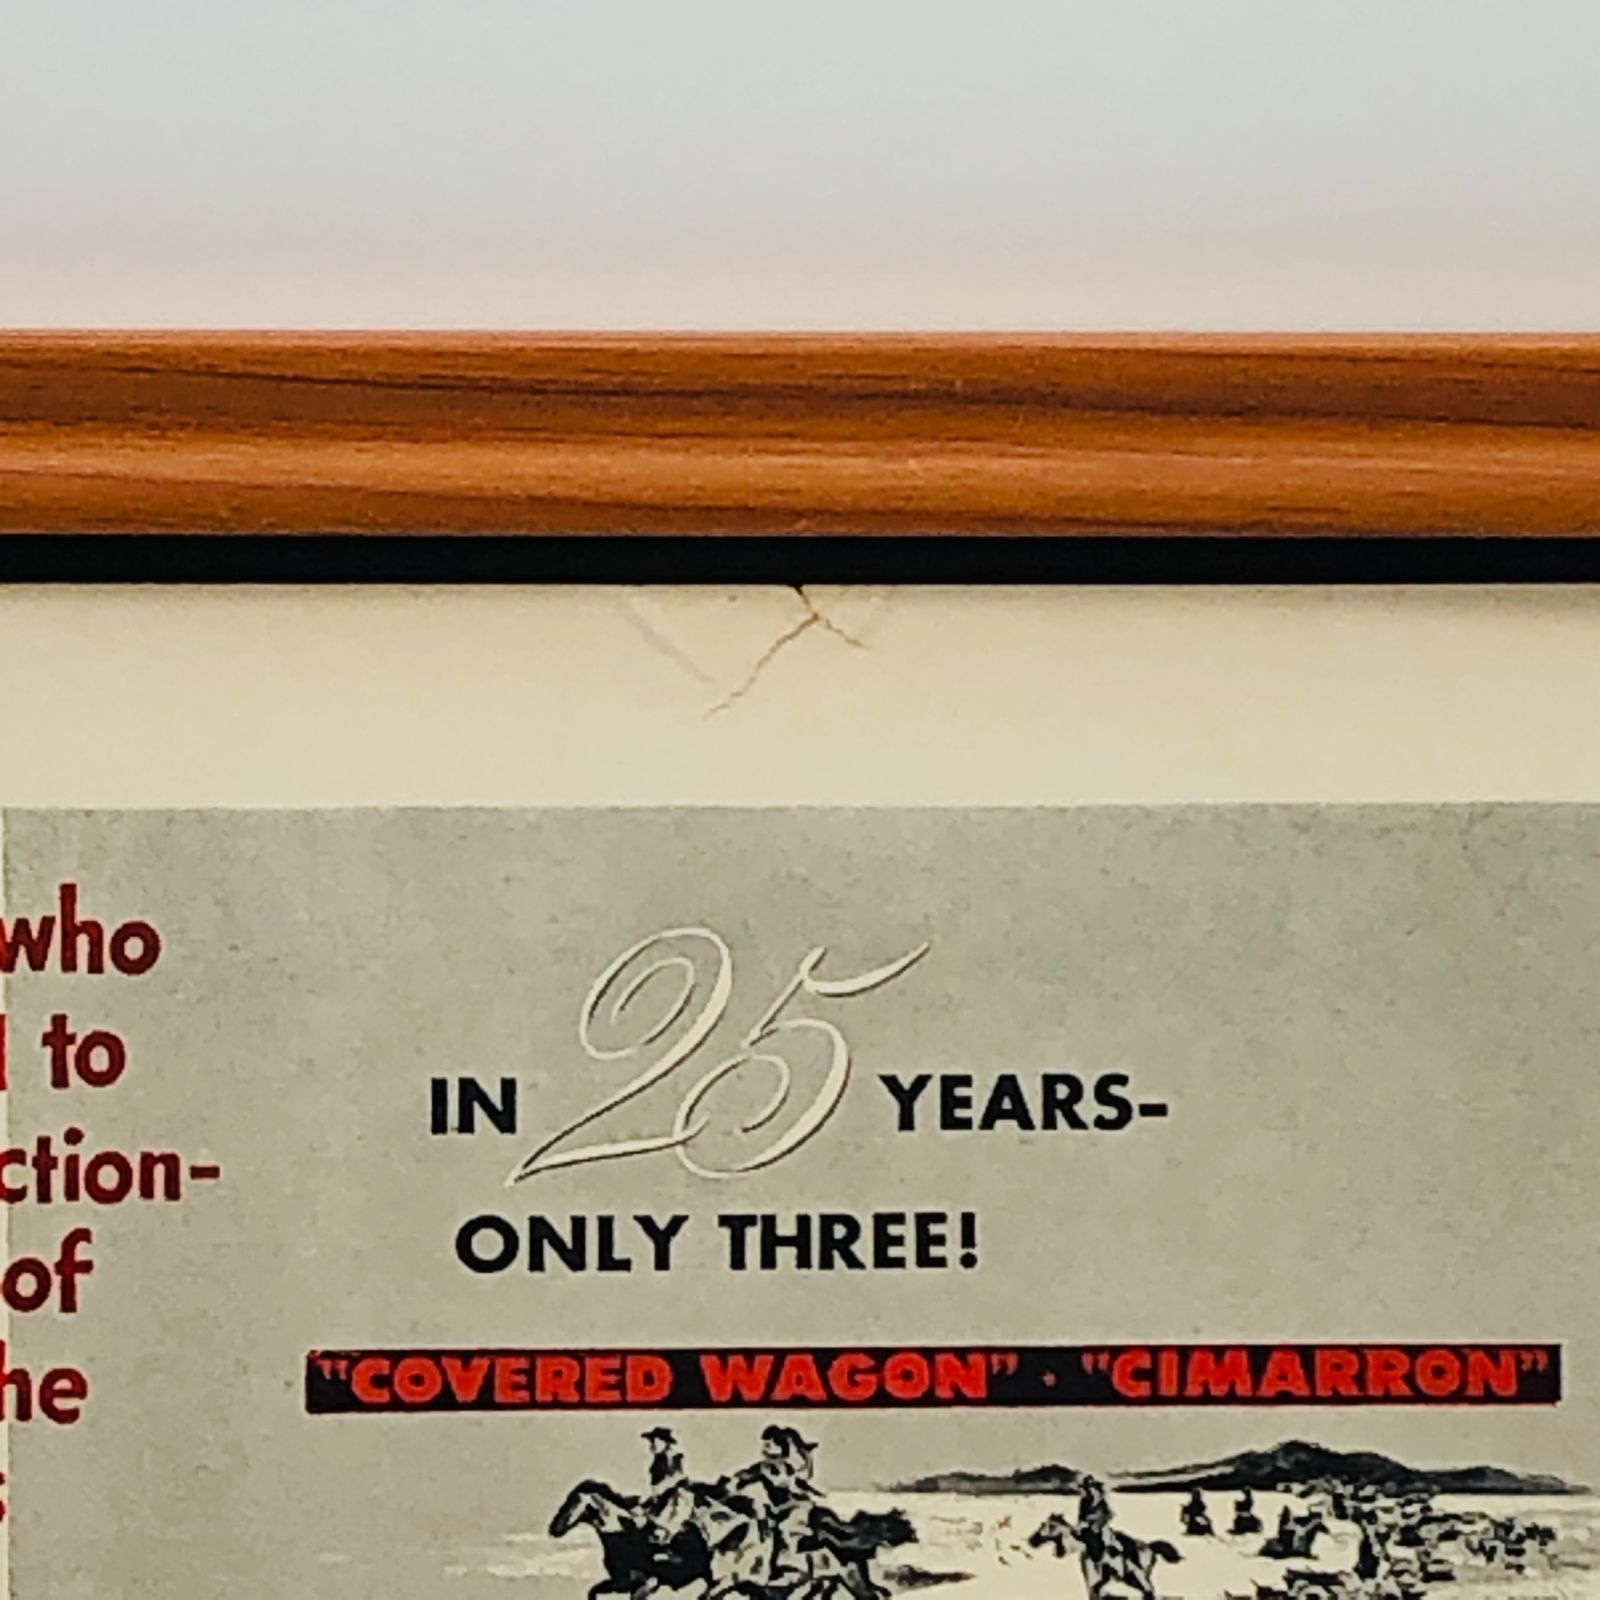 who
to
ction-
of
he
IN 25 YEARS-
ONLY THREE!
"COVERED WAGON" · "CIMARRON"